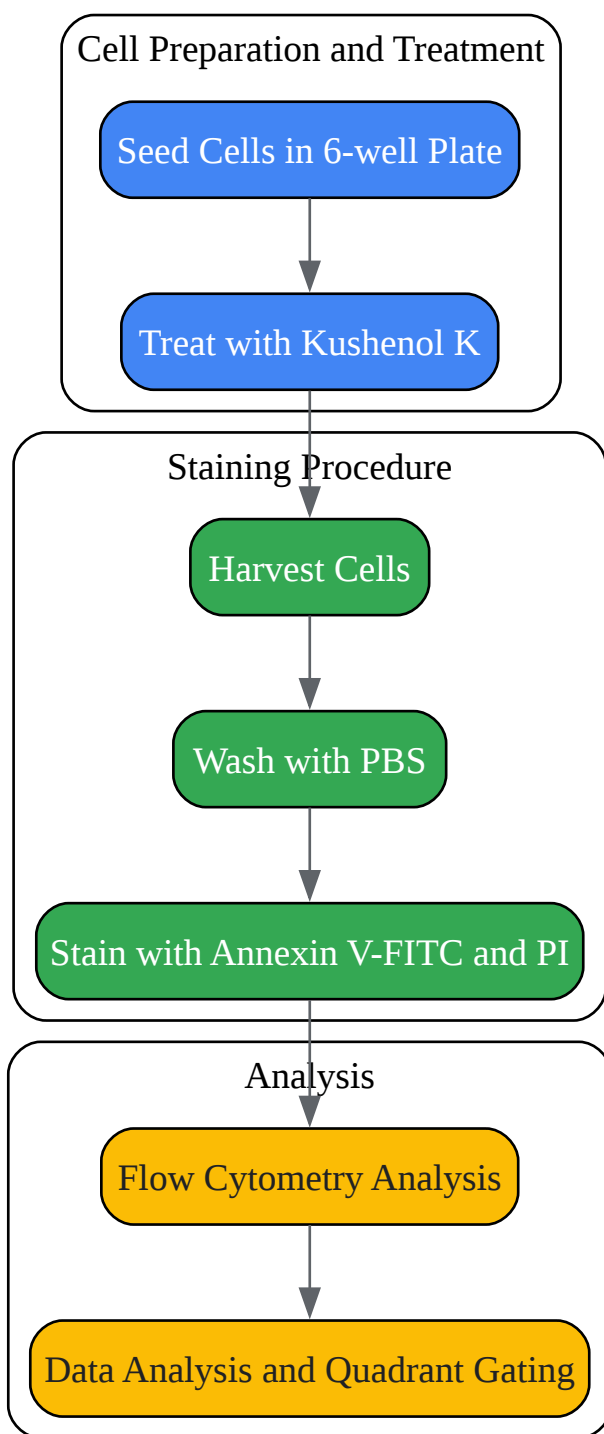 Cell Preparation and Treatment
Seed Cells in 6-well Plate
Treat with Kushenol K
Staining Procedure
Harvest Cells
Wash with PBS
Stain with Annexin V-FITC and PI
Analysis
Flow Cytometry Analysis
Data Analysis and Quadrant Gating